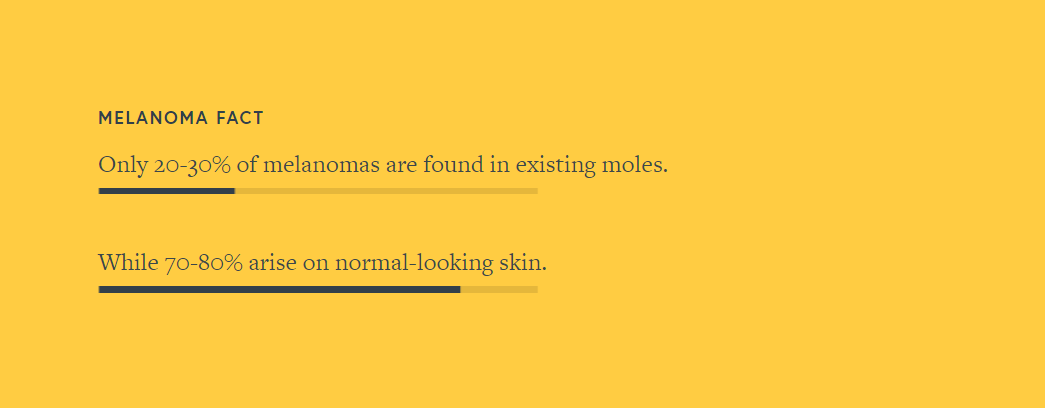 MELANOMA FACT
Only 20-30% of melanomas are found in existing moles.
While 70-80% arise on normal-looking skin.